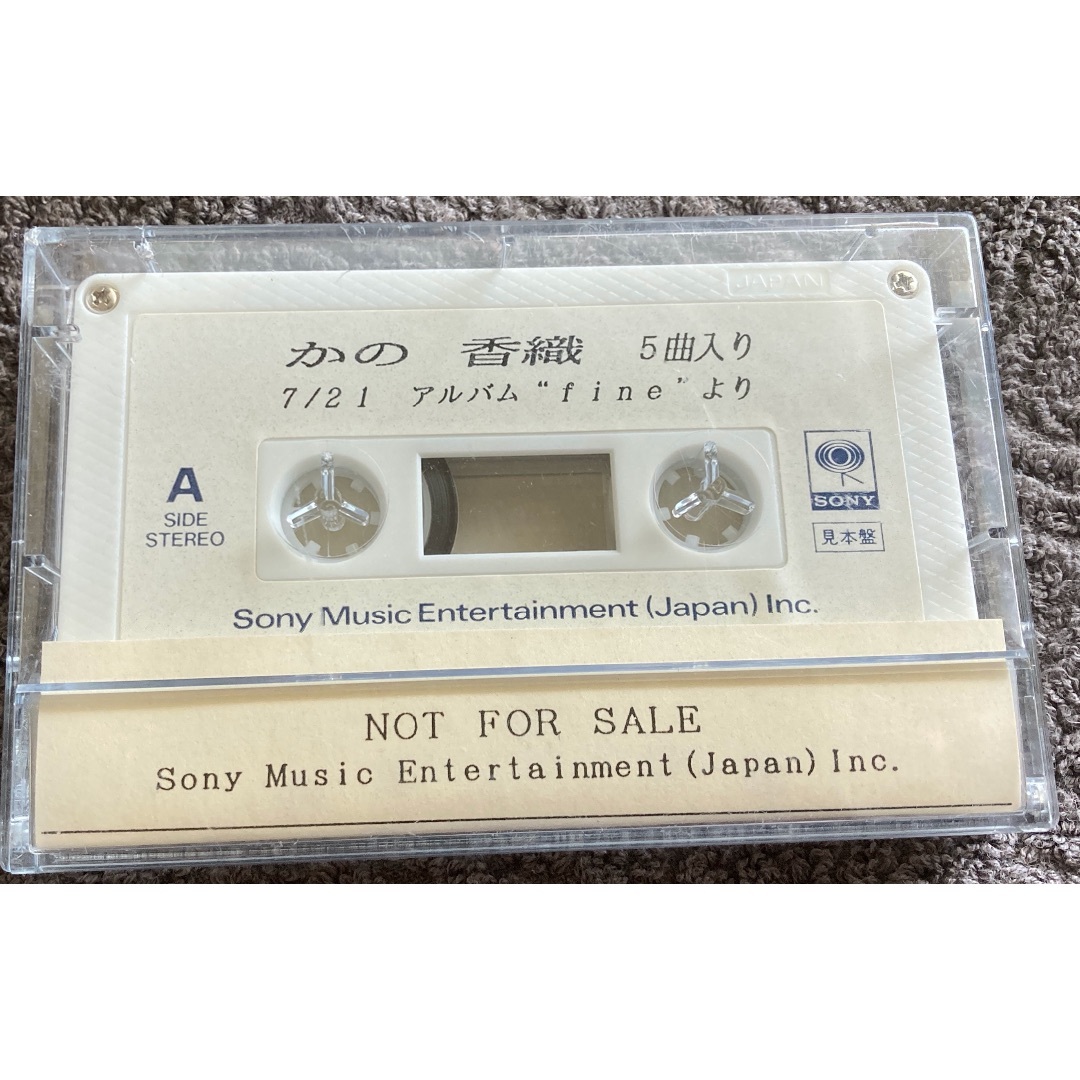 JAPAN
かの 香織 5曲入り
7/21 アルバム“fine”より
A
SIDE
STEREO
SONY
見本盤
Sony Music Entertainment (Japan) Inc.
NOT FOR SALE
Sony Music Entertainment (Japan) Inc.